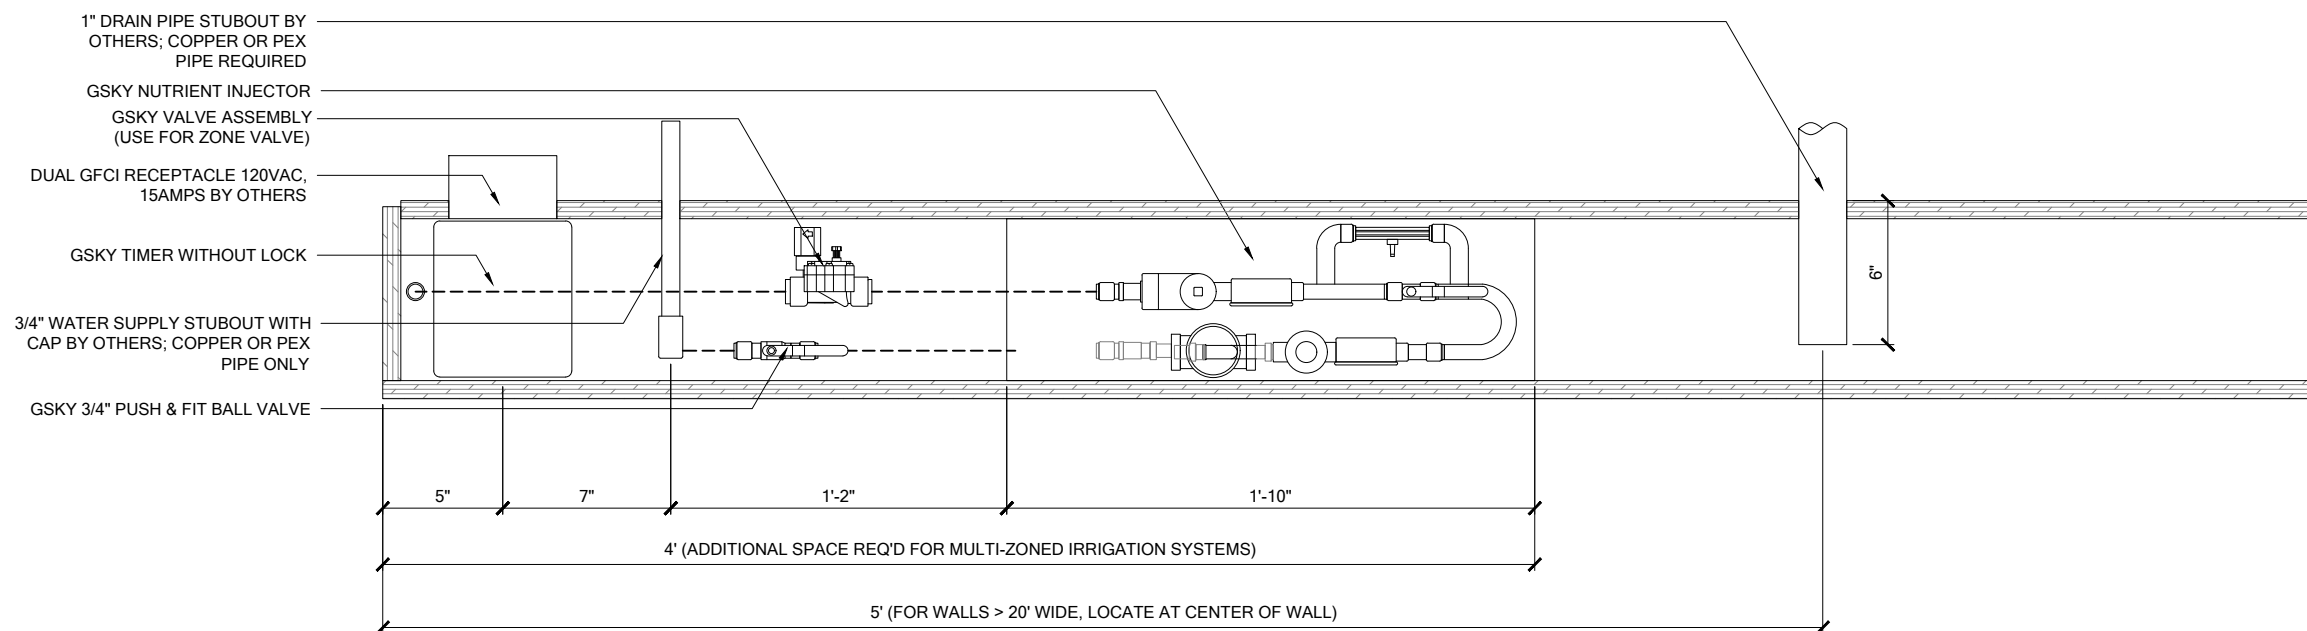 1" DRAIN PIPE STUBOUT BY
OTHERS; COPPER OR PEX
PIPE REQUIRED
GSKY NUTRIENT INJECTOR
GSKY VALVE ASSEMBLY
(USE FOR ZONE VALVE)
DUAL GFCI RECEPTACLE 120VAC,
15AMPS BY OTHERS
GSKY TIMER WITHOUT LOCK
3/4" WATER SUPPLY STUBOUT WITH
CAP BY OTHERS; COPPER OR PEX
PIPE ONLY
GSKY 3/4" PUSH & FIT BALL VALVE
6"
5"
7"
1'-2"
1'-10"
4' (ADDITIONAL SPACE REQ'D FOR MULTI-ZONED IRRIGATION SYSTEMS)
5' (FOR WALLS > 20' WIDE, LOCATE AT CENTER OF WALL)